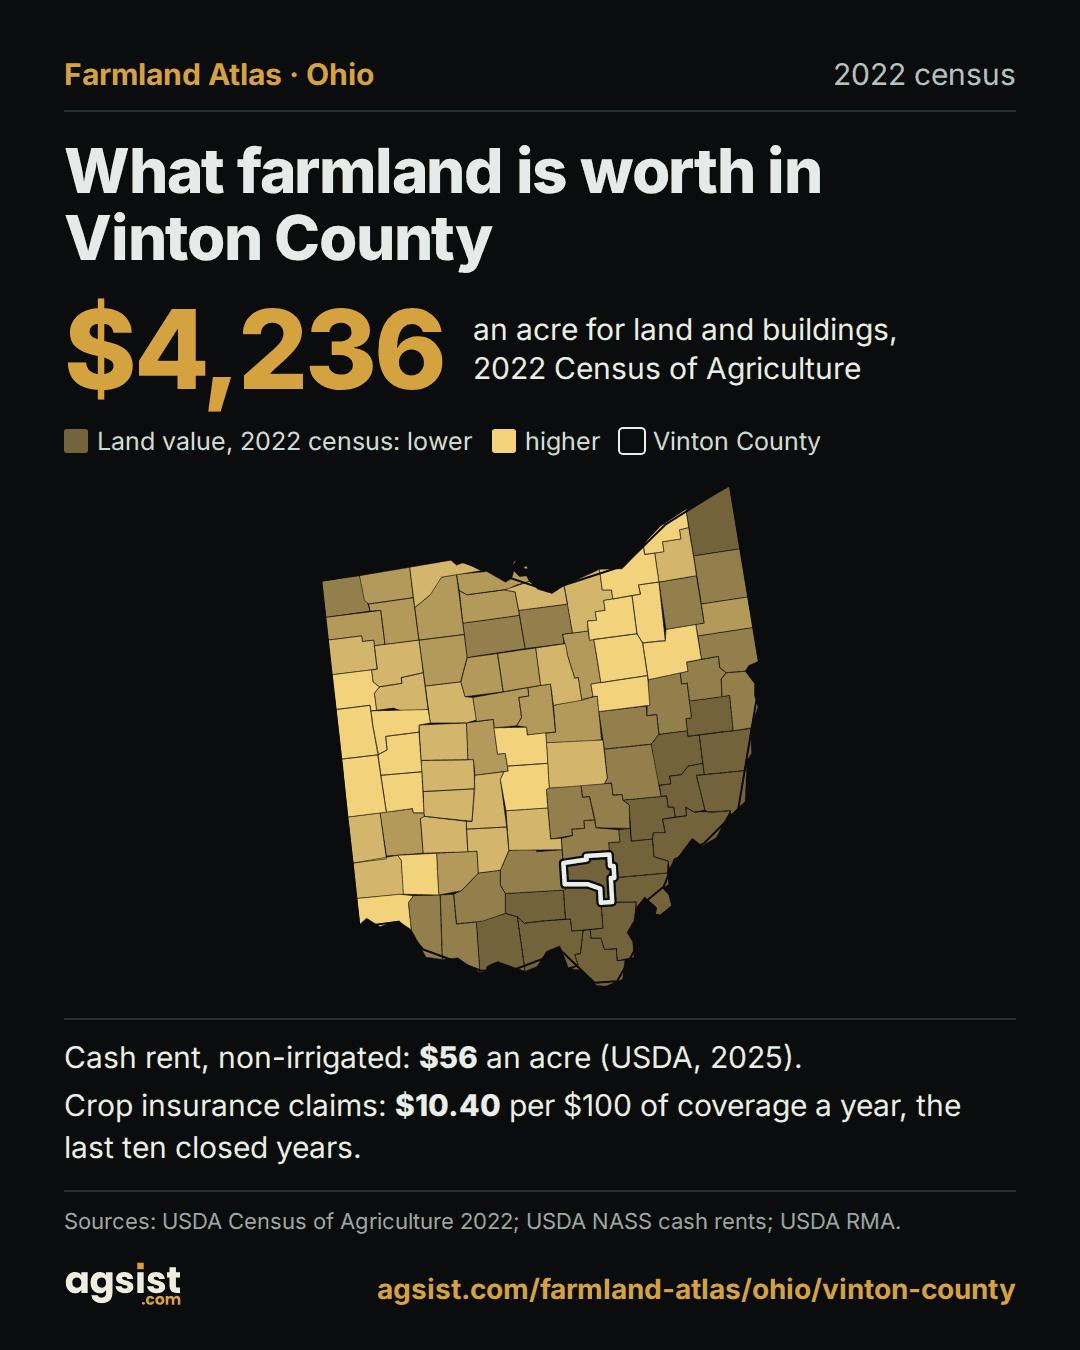 Farmland Atlas · Ohio
2022 census
What farmland is worth in
Vinton County
$4,236
an acre for land and buildings,
2022 Census of Agriculture
Land value, 2022 census: lower
higher
Vinton County
Cash rent, non-irrigated: $56 an acre (USDA, 2025).
Crop insurance claims: $10.40 per $100 of coverage a year, the
last ten closed years.
Sources: USDA Census of Agriculture 2022; USDA NASS cash rents; USDA RMA.
agsist
.com
agsist.com/farmland-atlas/ohio/vinton-county